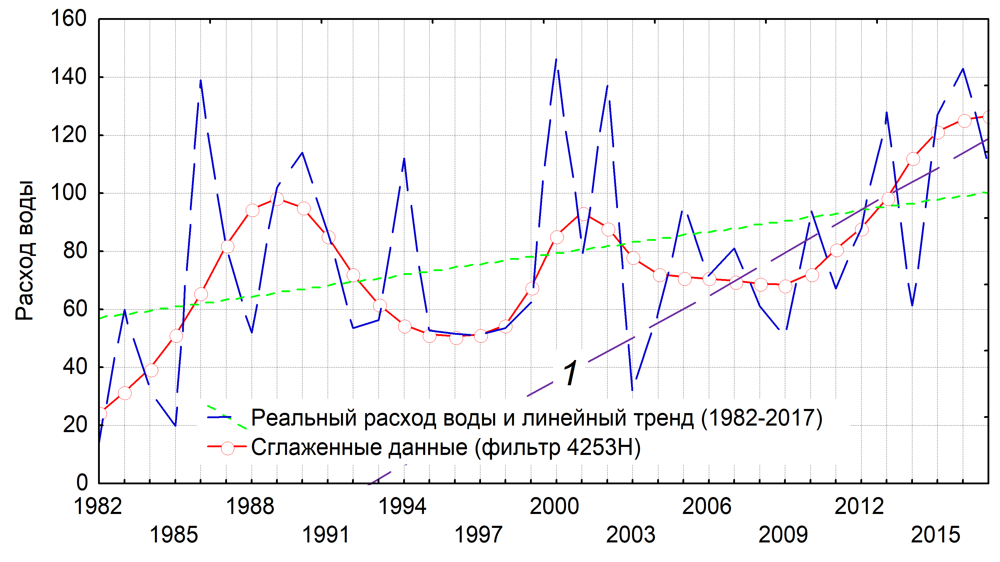 160
140
120
100
80
60
40
20
0
Расход воды
1
Реальный расход воды и линейный тренд (1982-2017)
Сглаженные данные (фильтр 4253Н)
1982 1988 1994 2000 2006 2012
1985 1991 1997 2003 2009 2015